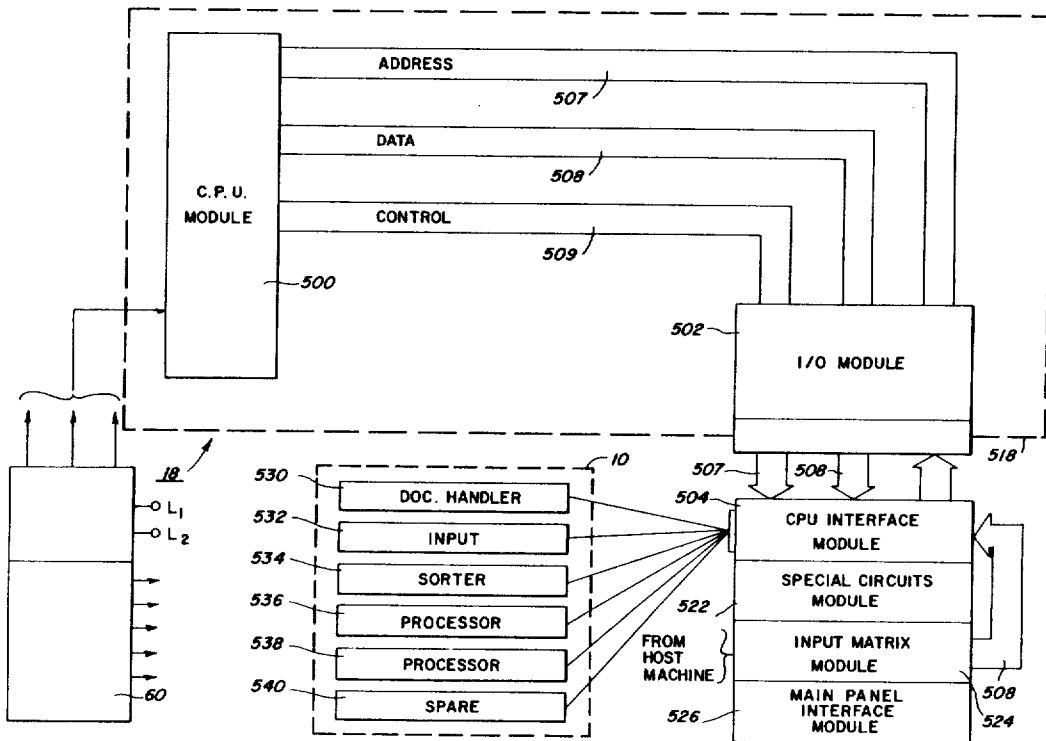 ADDRESS
507
DATA
508
C.P.U.
MODULE
CONTROL
509
500
502
I/O MODULE
518
18
10
507
508
504
530
DOC. HANDLER
L1
L2
CPU INTERFACE
MODULE
532
INPUT
534
SORTER
SPECIAL CIRCUITS
MODULE
522
536
PROCESSOR
FROM
HOST
MACHINE
INPUT MATRIX
MODULE
538
PROCESSOR
508
524
540
SPARE
60
526
MAIN PANEL
INTERFACE
MODULE